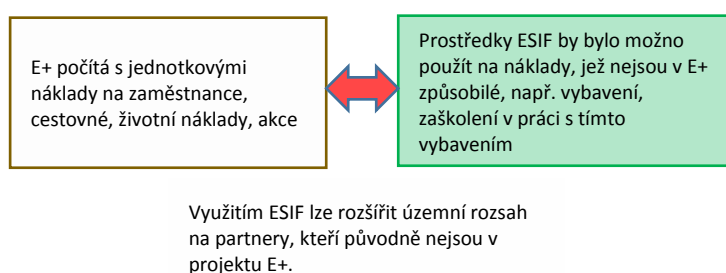 E+ počítá s jednotkovými
náklady na zaměstnance,
cestovné, životní náklady, akce
Prostředky ESIF by bylo možno
použít na náklady, jež nejsou v E+
způsobilé, např. vybavení,
zaškolení v práci s tímto
vybavením
Využitím ESIF lze rozšířit územní rozsah
na partnery, kteří původně nejsou v
projektu E+.